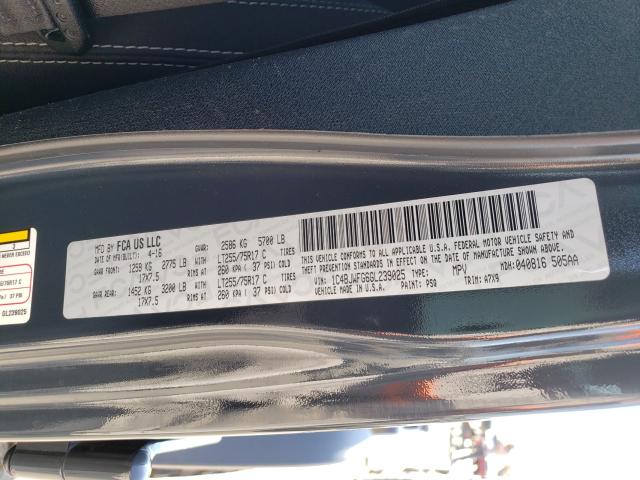 MFD BY FCA US LLC GVWR: 2586 KG 5700 LB
DATE OF MFR(BUILT): 4-16
GAWR FRONT: 1259 KG 2775 LB WITH TIRES LT255/75R17 C
RIMS 17X7.5 AT 260 KPA ( 37 PSI) COLD
GAWR REAR: 1452 KG 3200 LB WITH TIRES LT255/75R17 C
RIMS 17X7.5 AT 260 KPA ( 37 PSI) COLD
THIS VEHICLE CONFORMS TO ALL APPLICABLE U.S.A. FEDERAL MOTOR VEHICLE SAFETY AND
THEFT PREVENTION STANDARDS IN EFFECT ON THE DATE OF MANUFACTURE SHOWN ABOVE.
VIN: 1C4BJWFG6GL239025 TYPE: MPV MDH:040816 505AA
MADE IN U.S.A. PAINT: PSQ TRIM: A7X9
GL239025